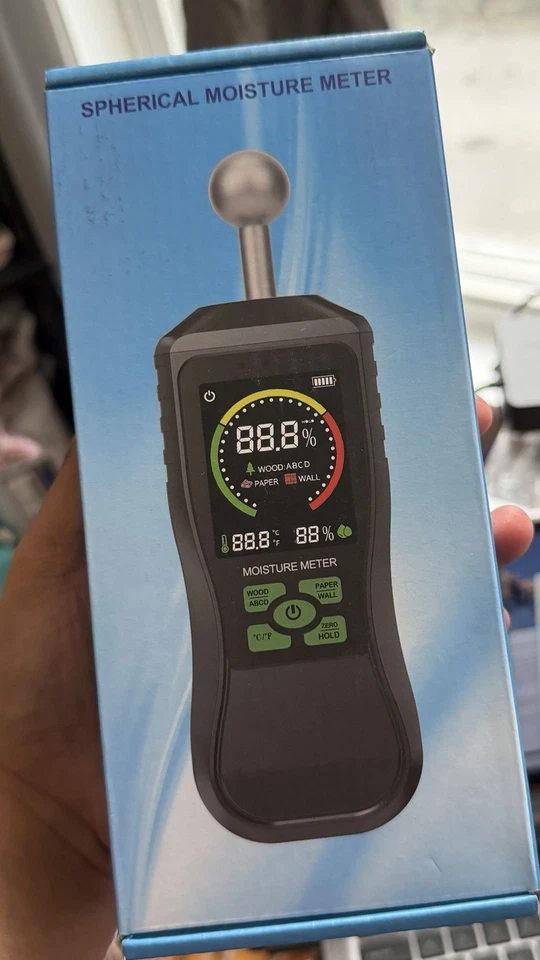 SPHERICAL MOISTURE METER
88.8%
WOOD:ABCD
PAPER WALL
88.8 °C °F 88%
MOISTURE METER
WOOD ABCD
PAPER WALL
°C/°F
ZERO HOLD